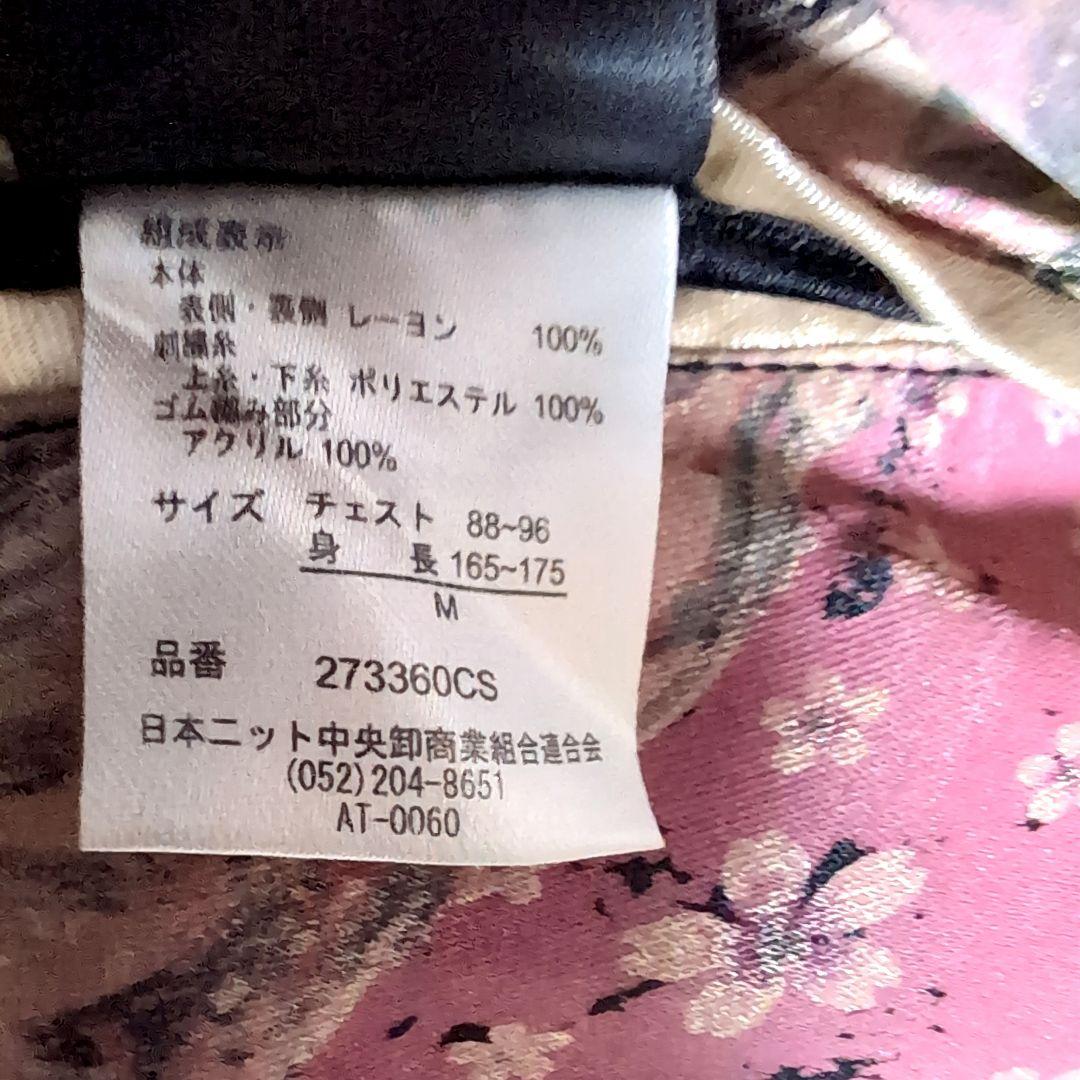 組成表示
本体
表側・裏側 レーヨン 100%
刺繍糸
上糸・下糸 ポリエステル 100%
ゴム編み部分
アクリル 100%
サイズ チェスト 88~96
身 長 165~175
M
品番 273360CS
日本ニット中央卸商業組合連合会
(052)204-8651
AT-0060